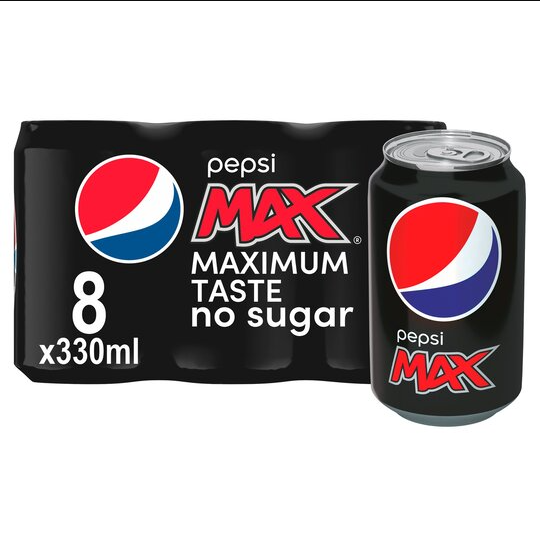 pepsi
MAX®
MAXIMUM
TASTE
no sugar
8
x330ml
pepsi
MAX